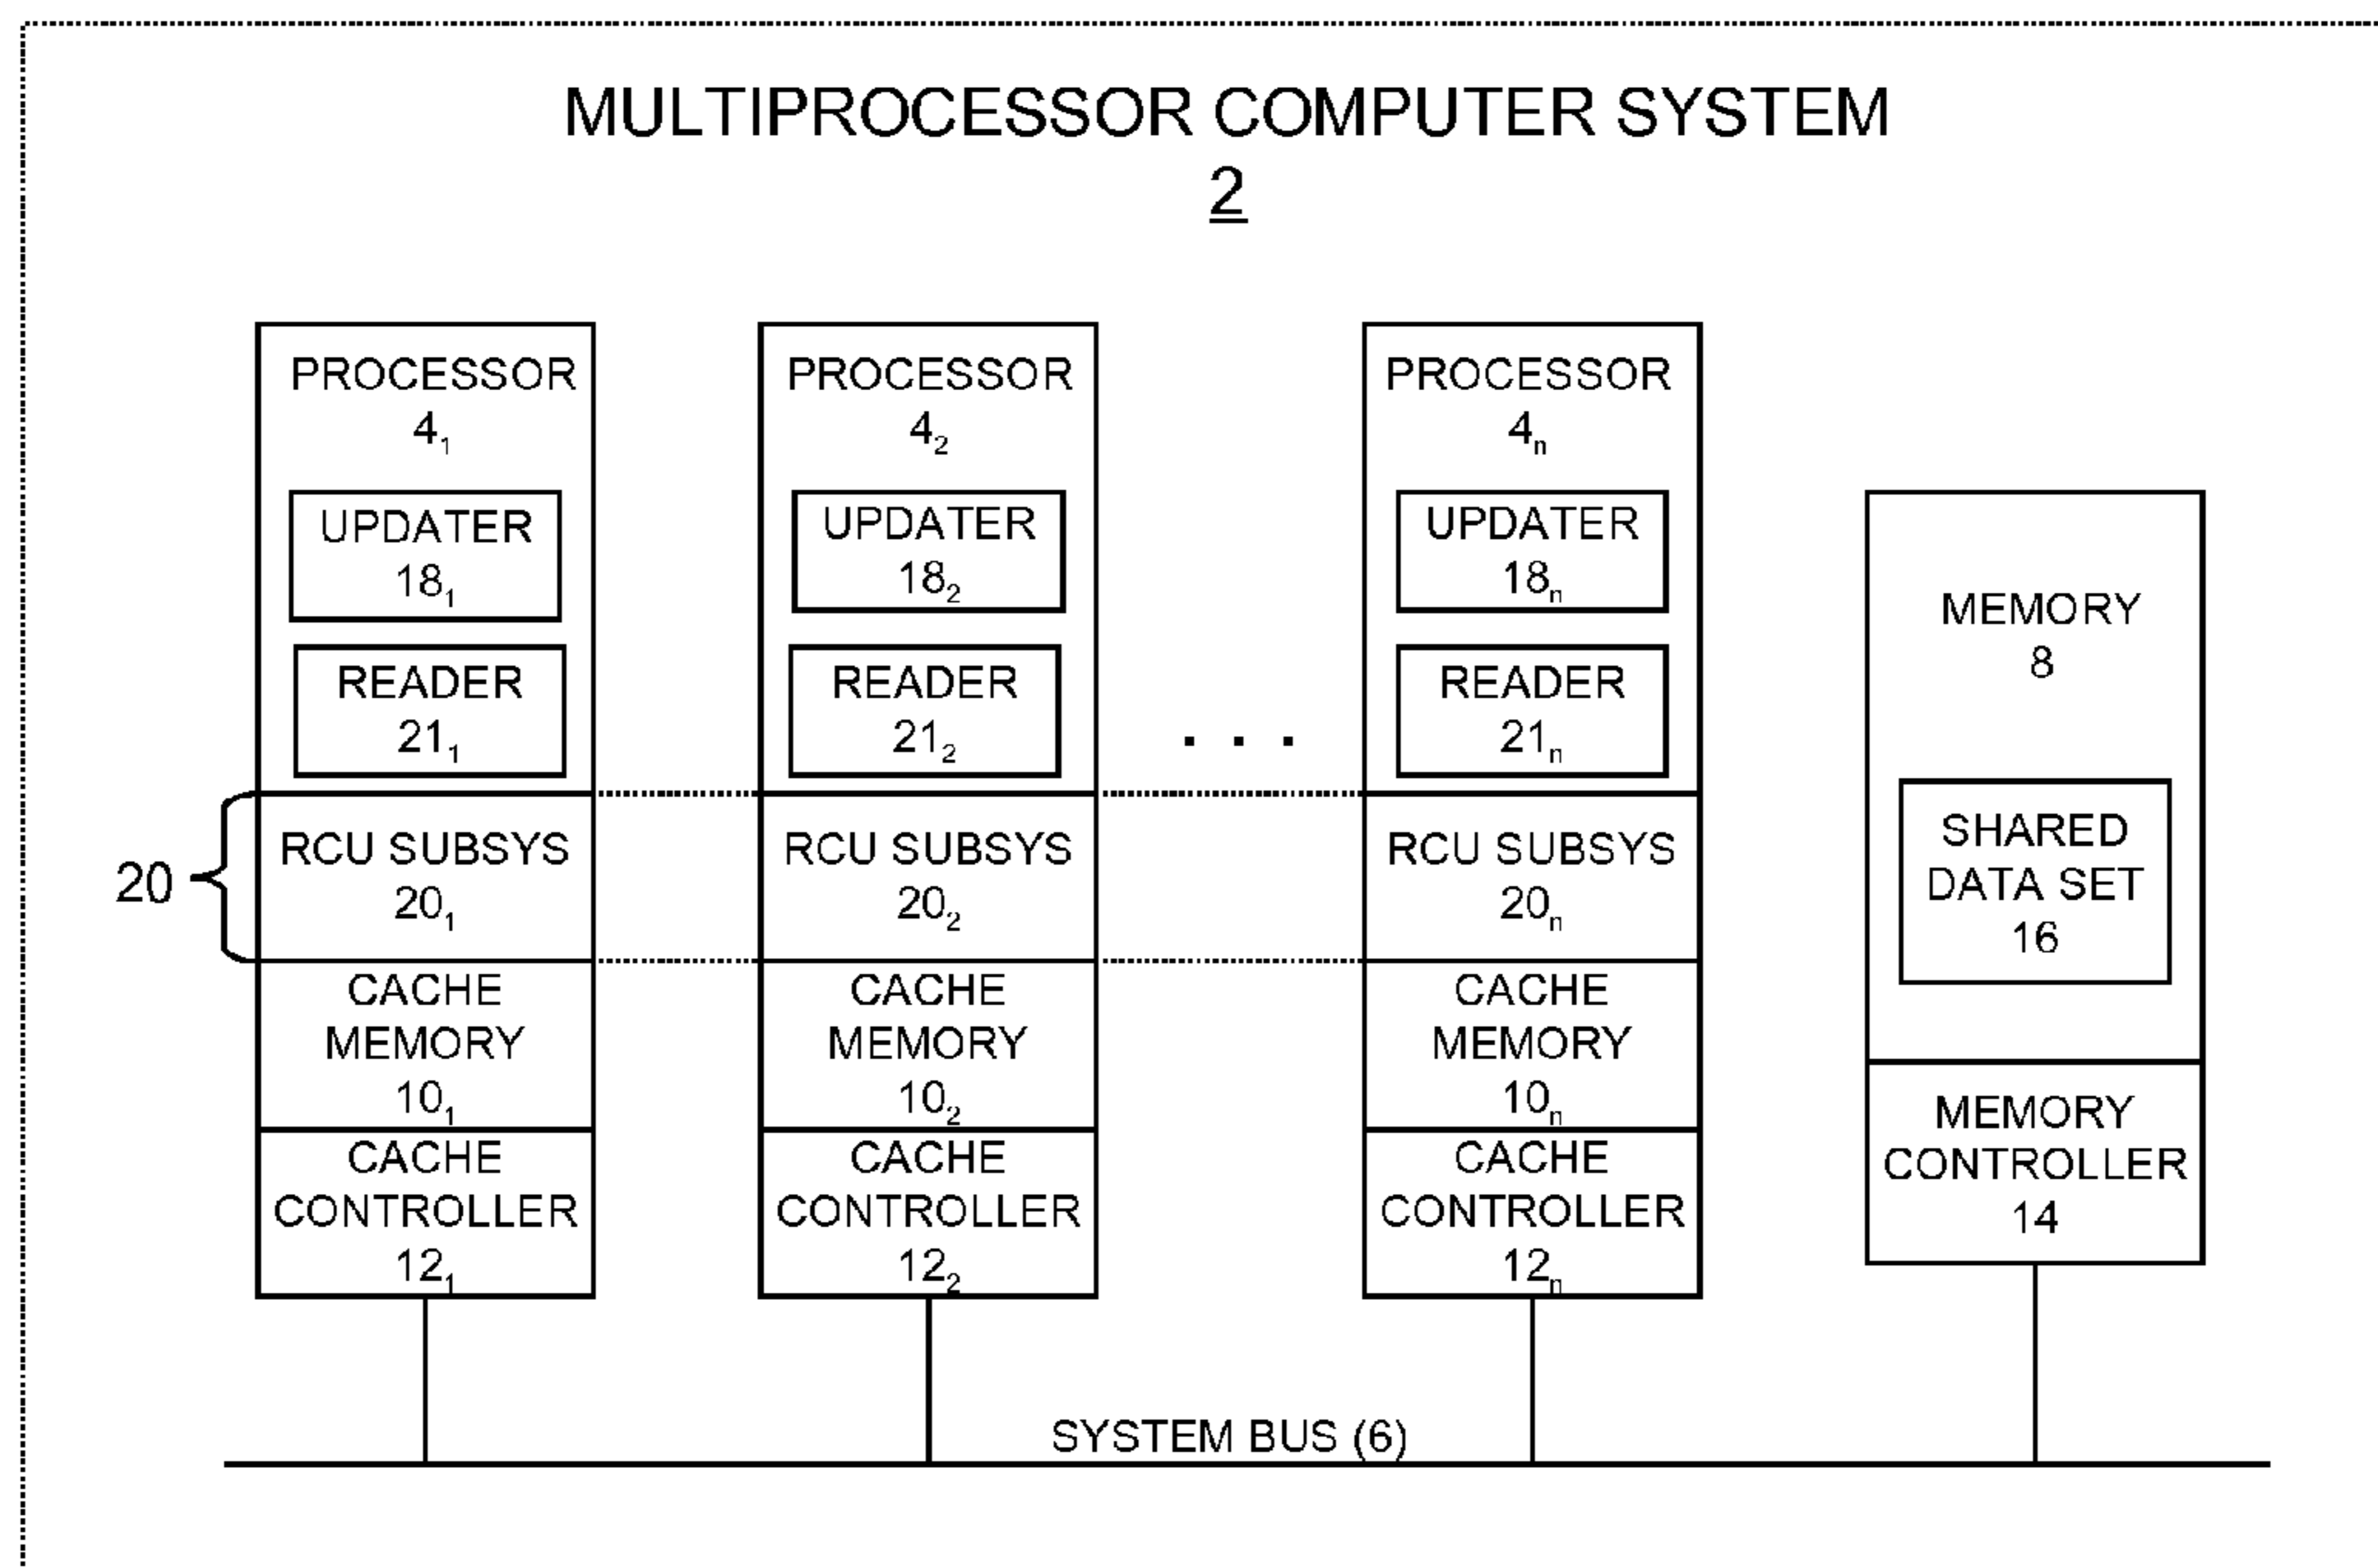 MULTIPROCESSOR COMPUTER SYSTEM
2
PROCESSOR
4₁
UPDATER
18₁
READER
21₁
RCU SUBSYS
20₁
CACHE
MEMORY
10₁
CACHE
CONTROLLER
12₁
20
PROCESSOR
4₂
UPDATER
18₂
READER
21₂
RCU SUBSYS
20₂
CACHE
MEMORY
10₂
CACHE
CONTROLLER
12₂
. . .
PROCESSOR
4ₙ
UPDATER
18ₙ
READER
21ₙ
RCU SUBSYS
20ₙ
CACHE
MEMORY
10ₙ
CACHE
CONTROLLER
12ₙ
MEMORY
8
SHARED
DATA SET
16
MEMORY
CONTROLLER
14
SYSTEM BUS (6)